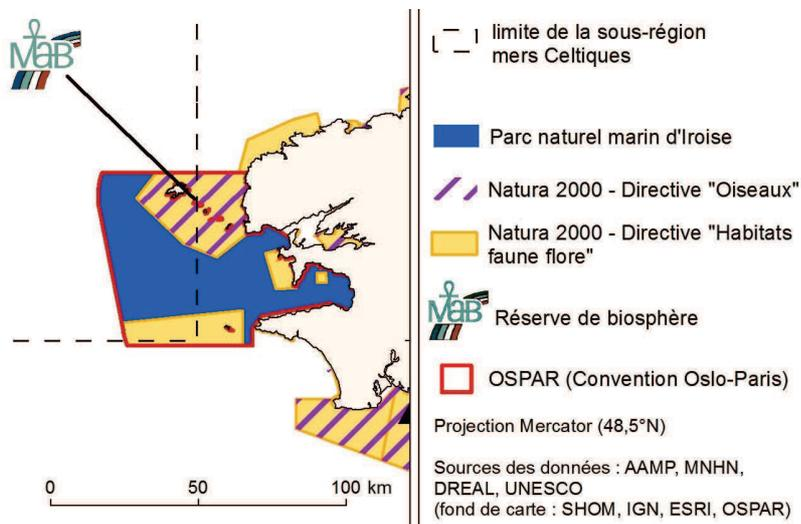 MaB
limite de la sous-région
mers Celtiques
Parc naturel marin d'Iroise
Natura 2000 - Directive "Oiseaux"
Natura 2000 - Directive "Habitats
faune flore"
MaB
Réserve de biosphère
OSPAR (Convention Oslo-Paris)
Projection Mercator (48,5°N)
Sources des données : AAMP, MNHN,
DREAL, UNESCO
(fond de carte : SHOM, IGN, ESRI, OSPAR)
0 50 100 km